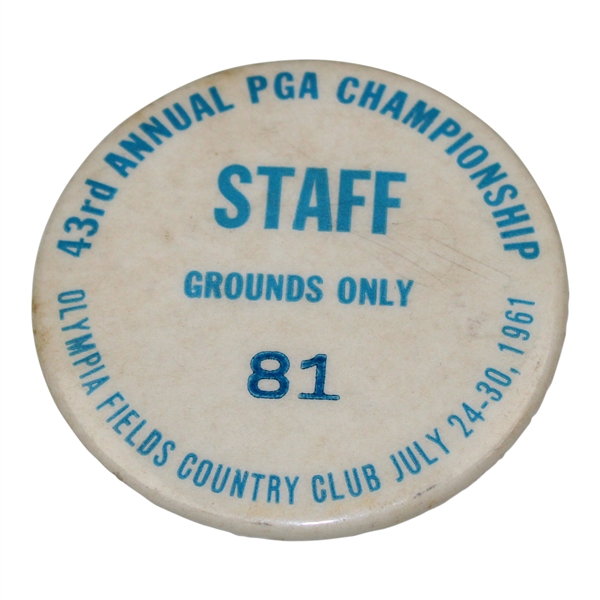 43rd ANNUAL PGA CHAMPIONSHIP
STAFF
GROUNDS ONLY
81
OLYMPIA FIELDS COUNTRY CLUB JULY 24-30, 1961